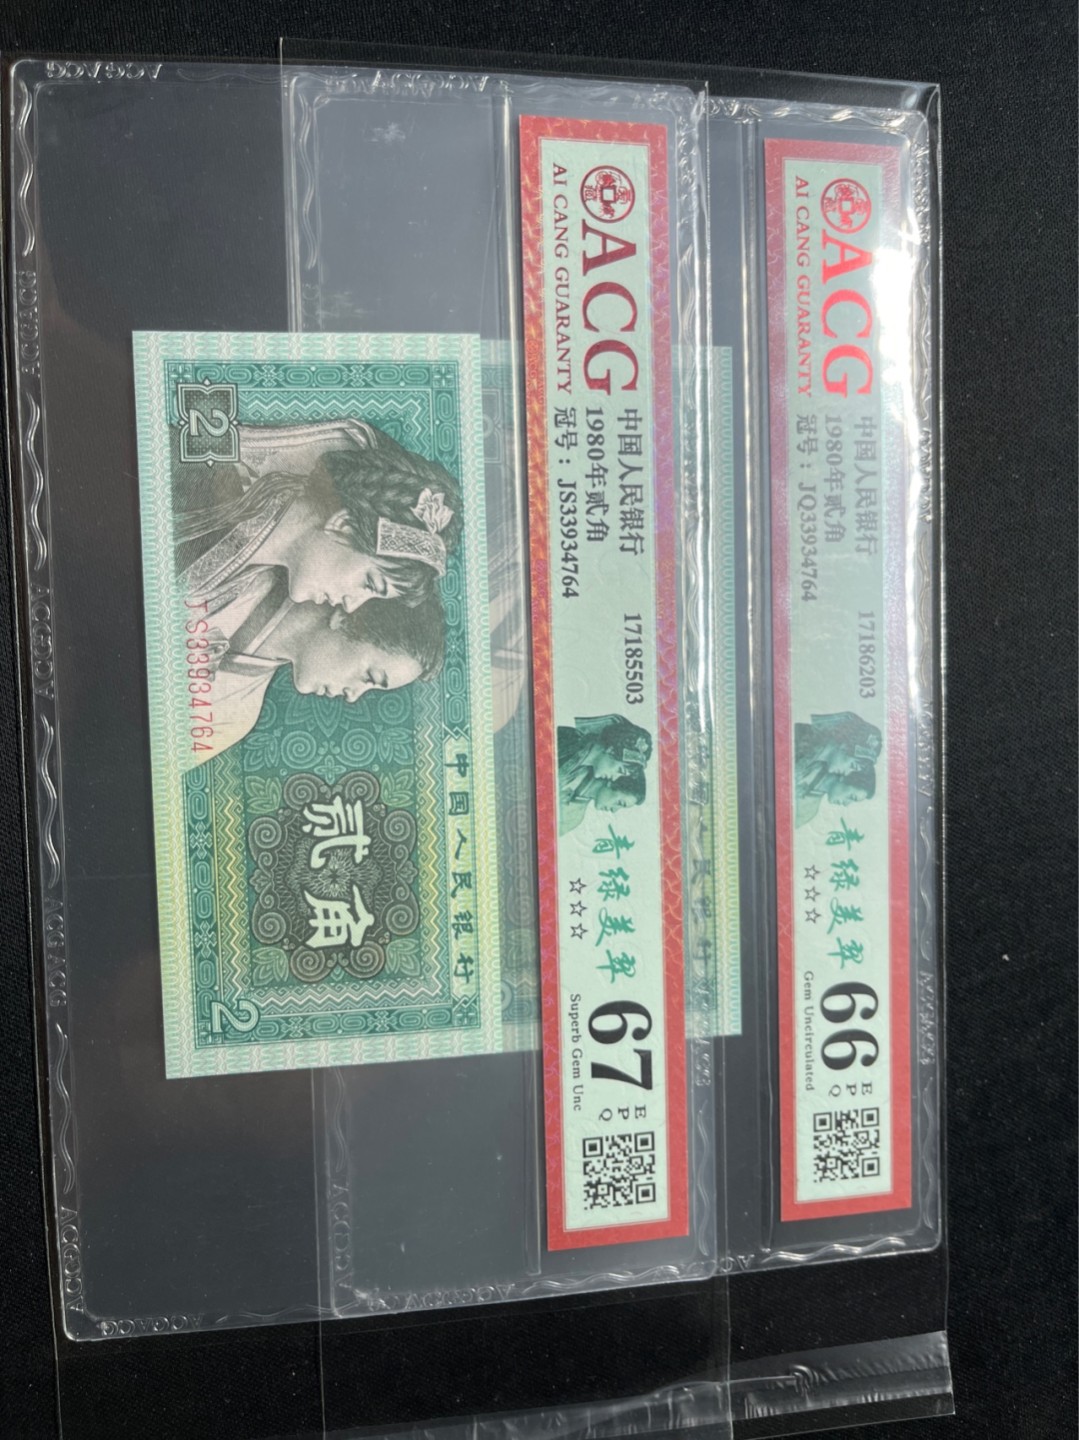 ACG
AI CANG GUARANTY
中国人民银行
1980年贰角
冠号：JQ33934764
17186203
青绿美翠
☆☆☆
66
EPQ
Gem Uncirculated
ACG
AI CANG GUARANTY
中国人民银行
1980年贰角
冠号：JS33934764
17185503
青绿美翠
☆☆☆
67
EPQ
Superb Gem Unc
中国人民银行
贰角
2
2
JS33934764